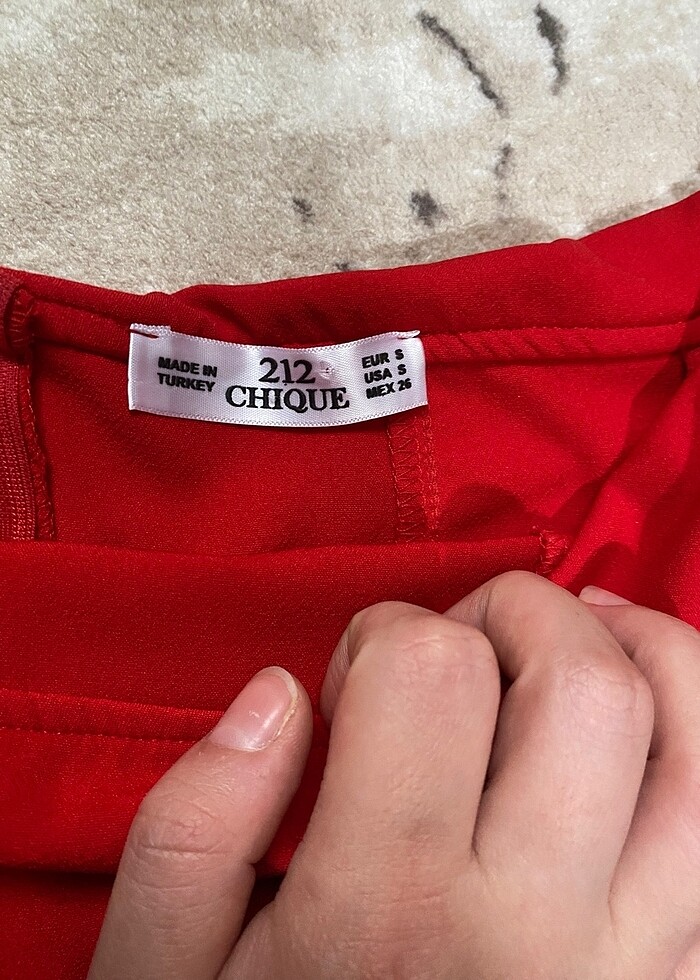 MADE IN
TURKEY
212
CHIQUE
EUR S
USA S
MEX 26